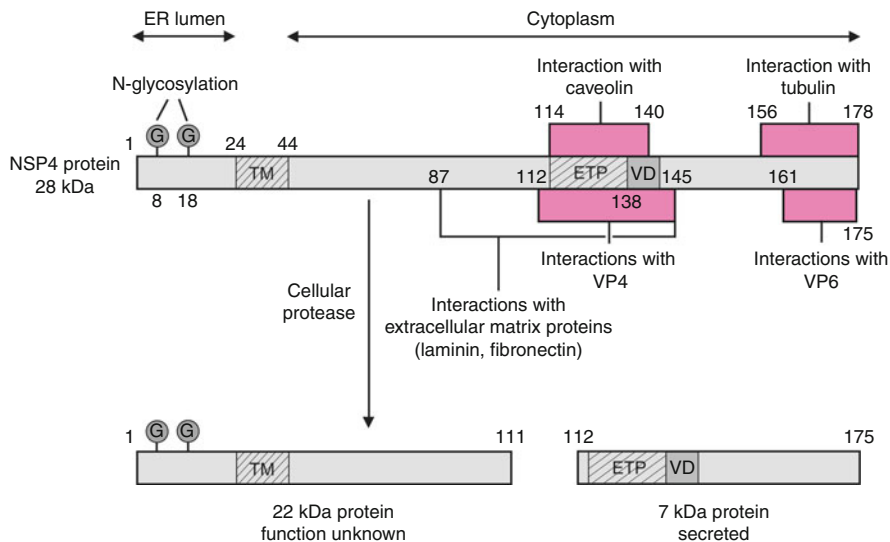 ER lumen
Cytoplasm
N-glycosylation
Interaction with
caveolin
Interaction with
tubulin
1
G
G
24
44
114
140
156
178
NSP4 protein
28 kDa
TM
87
112
ETP
VD
145
161
8
18
138
175
Cellular
protease
Interactions with
extracellular matrix proteins
(laminin, fibronectin)
Interactions with
VP4
Interactions with
VP6
1
G
G
111
112
175
TM
ETP
VD
22 kDa protein
function unknown
7 kDa protein
secreted